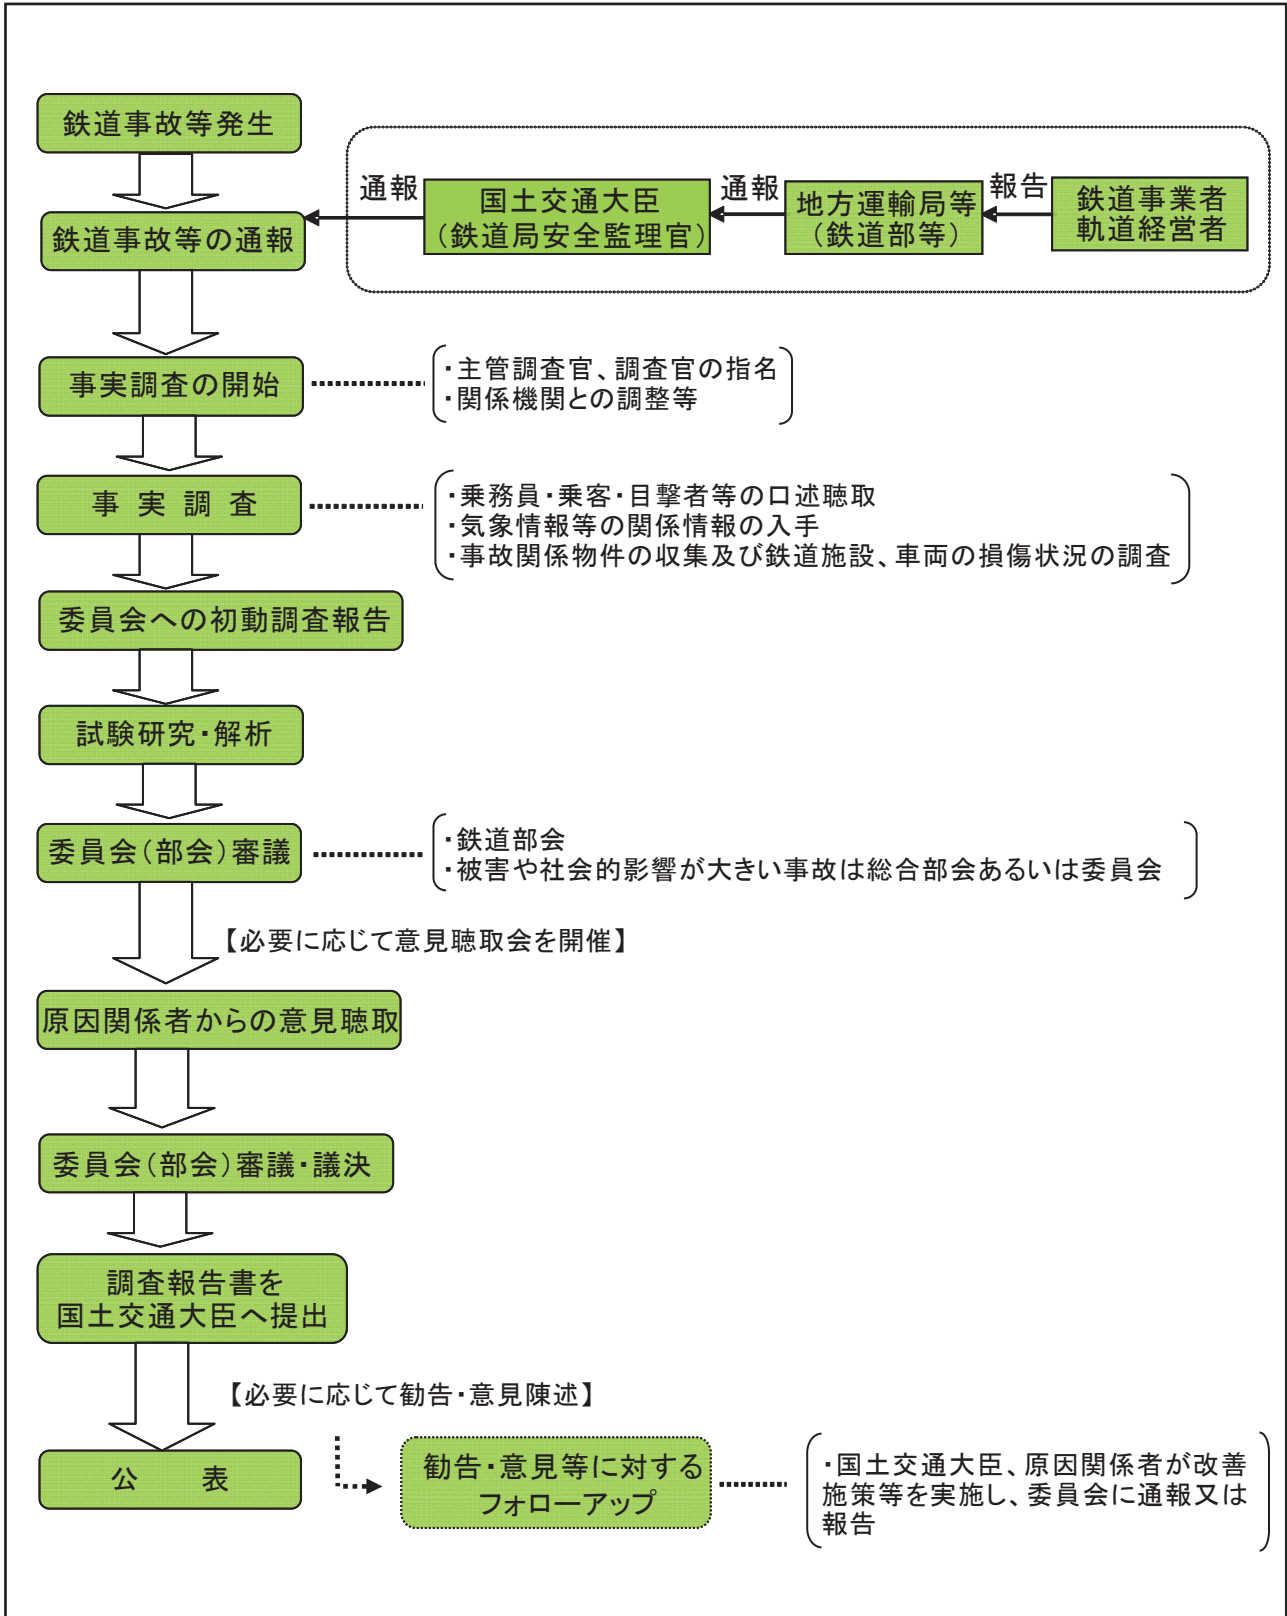 鉄道事故等発生
通報
国土交通大臣
(鉄道局安全監理官)
通報
地方運輸局等
(鉄道部等)
報告
鉄道事業者
軌道経営者
鉄道事故等の通報
事実調査の開始
・主管調査官、調査官の指名
・関係機関との調整等
事 実 調 査
・乗務員・乗客・目撃者等の口述聴取
・気象情報等の関係情報の入手
・事故関係物件の収集及び鉄道施設、車両の損傷状況の調査
委員会への初動調査報告
試験研究・解析
委員会(部会)審議
・鉄道部会
・被害や社会的影響が大きい事故は総合部会あるいは委員会
【必要に応じて意見聴取会を開催】
原因関係者からの意見聴取
委員会(部会)審議・議決
調査報告書を
国土交通大臣へ提出
【必要に応じて勧告・意見陳述】
公 表
勧告・意見等に対する
フォローアップ
・国土交通大臣、原因関係者が改善
施策等を実施し、委員会に通報又は
報告